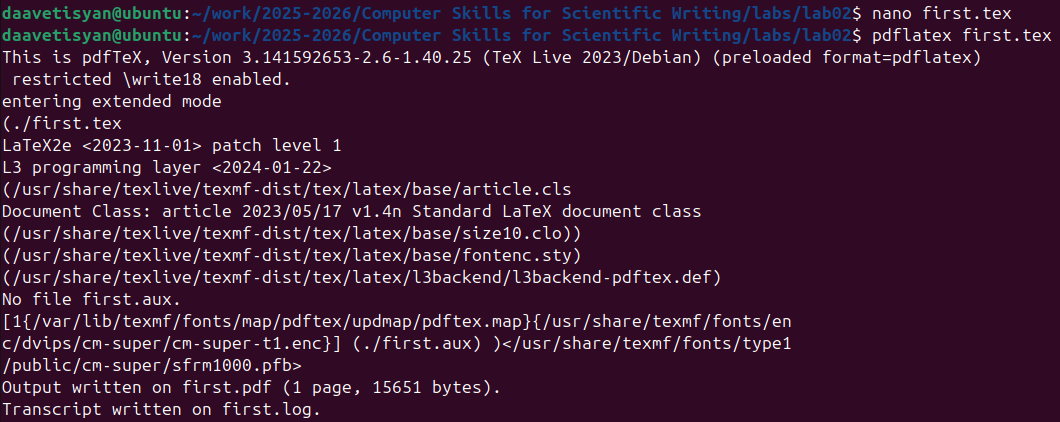 daavetisyan@ubuntu:~/work/2025-2026/Computer Skills for Scientific Writing/labs/lab02$ nano first.tex
daavetisyan@ubuntu:~/work/2025-2026/Computer Skills for Scientific Writing/labs/lab02$ pdflatex first.tex
This is pdfTeX, Version 3.141592653-2.6-1.40.25 (TeX Live 2023/Debian) (preloaded format=pdflatex)
 restricted \write18 enabled.
entering extended mode
(./first.tex
LaTeX2e <2023-11-01> patch level 1
L3 programming layer <2024-01-22>
(/usr/share/texlive/texmf-dist/tex/latex/base/article.cls
Document Class: article 2023/05/17 v1.4n Standard LaTeX document class
(/usr/share/texlive/texmf-dist/tex/latex/base/size10.clo))
(/usr/share/texlive/texmf-dist/tex/latex/base/fontenc.sty)
(/usr/share/texlive/texmf-dist/tex/latex/l3backend/l3backend-pdftex.def)
No file first.aux.
[1{/var/lib/texmf/fonts/map/pdftex/updmap/pdftex.map}{/usr/share/texmf/fonts/en
c/dvips/cm-super/cm-super-t1.enc}] (./first.aux) )</usr/share/texmf/fonts/type1
/public/cm-super/sfrm1000.pfb>
Output written on first.pdf (1 page, 15651 bytes).
Transcript written on first.log.